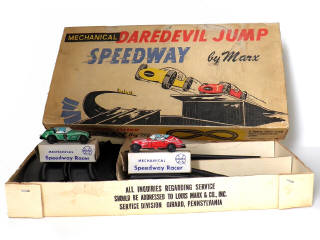 MECHANICAL DAREDEVIL JUMP
SPEEDWAY by Marx
MECHANICAL
Speedway Racer
MECHANICAL
Speedway Racer
ALL INQUIRIES REGARDING SERVICE
SHOULD BE ADDRESSED TO LOUIS MARX & CO., INC.
SERVICE DIVISION GIRARD, PENNSYLVANIA